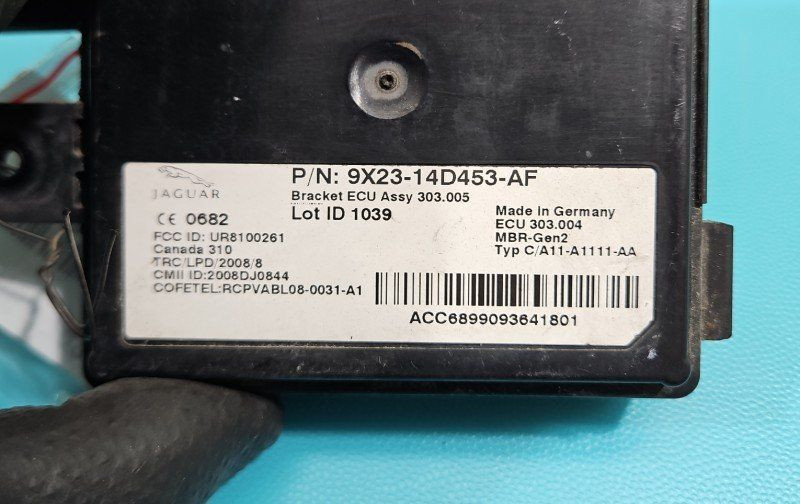 JAGUAR
P/N: 9X23-14D453-AF
Bracket ECU Assy 303.005
Lot ID 1039
CE 0682
FCC ID: UR8100261
Canada 310
TRC/LPD/2008/8
CMII ID:2008DJ0844
COFETEL:RCPVABL08-0031-A1
Made in Germany
ECU 303.004
MBR-Gen2
Typ C/A11-A1111-AA
ACC6899093641801